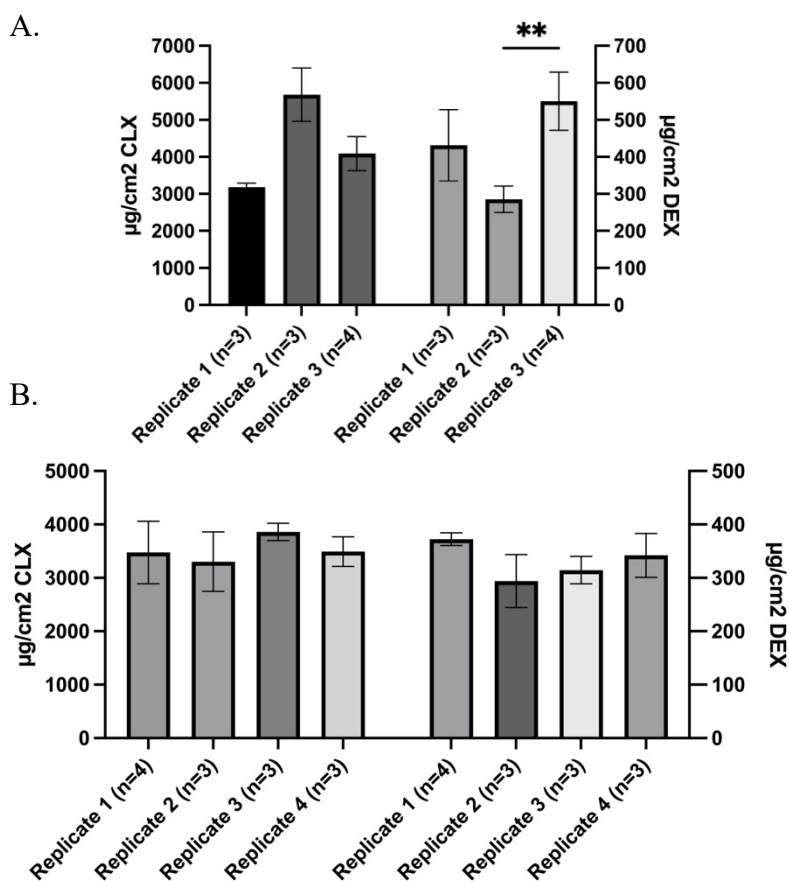 A.
**
7000
6000
5000
4000
3000
2000
1000
0
µg/cm2 CLX
700
600
500
400
300
200
100
0
µg/cm2 DEX
Replicate 1 (n=3)
Replicate 2 (n=3)
Replicate 3 (n=4)
Replicate 1 (n=3)
Replicate 2 (n=3)
Replicate 3 (n=4)
B.
5000
4000
3000
2000
1000
0
µg/cm2 CLX
500
400
300
200
100
0
µg/cm2 DEX
Replicate 1 (n=4)
Replicate 2 (n=3)
Replicate 3 (n=3)
Replicate 4 (n=3)
Replicate 1 (n=4)
Replicate 2 (n=3)
Replicate 3 (n=3)
Replicate 4 (n=3)